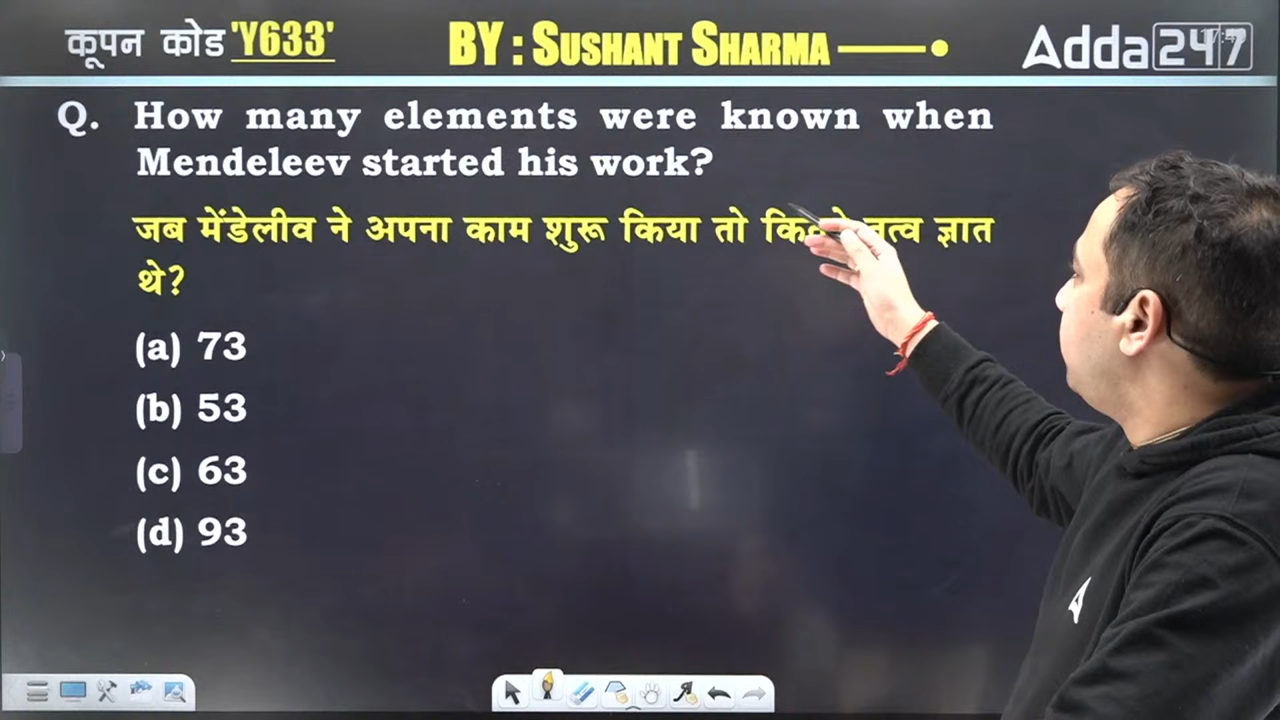 कूपन कोड 'Y633'
BY : SUSHANT SHARMA
Adda247
Q. How many elements were known when
Mendeleev started his work?
जब मेंडेलीव ने अपना काम शुरू किया तो ज्ञात
थे?
(a) 73
(b) 53
(c) 63
(d) 93